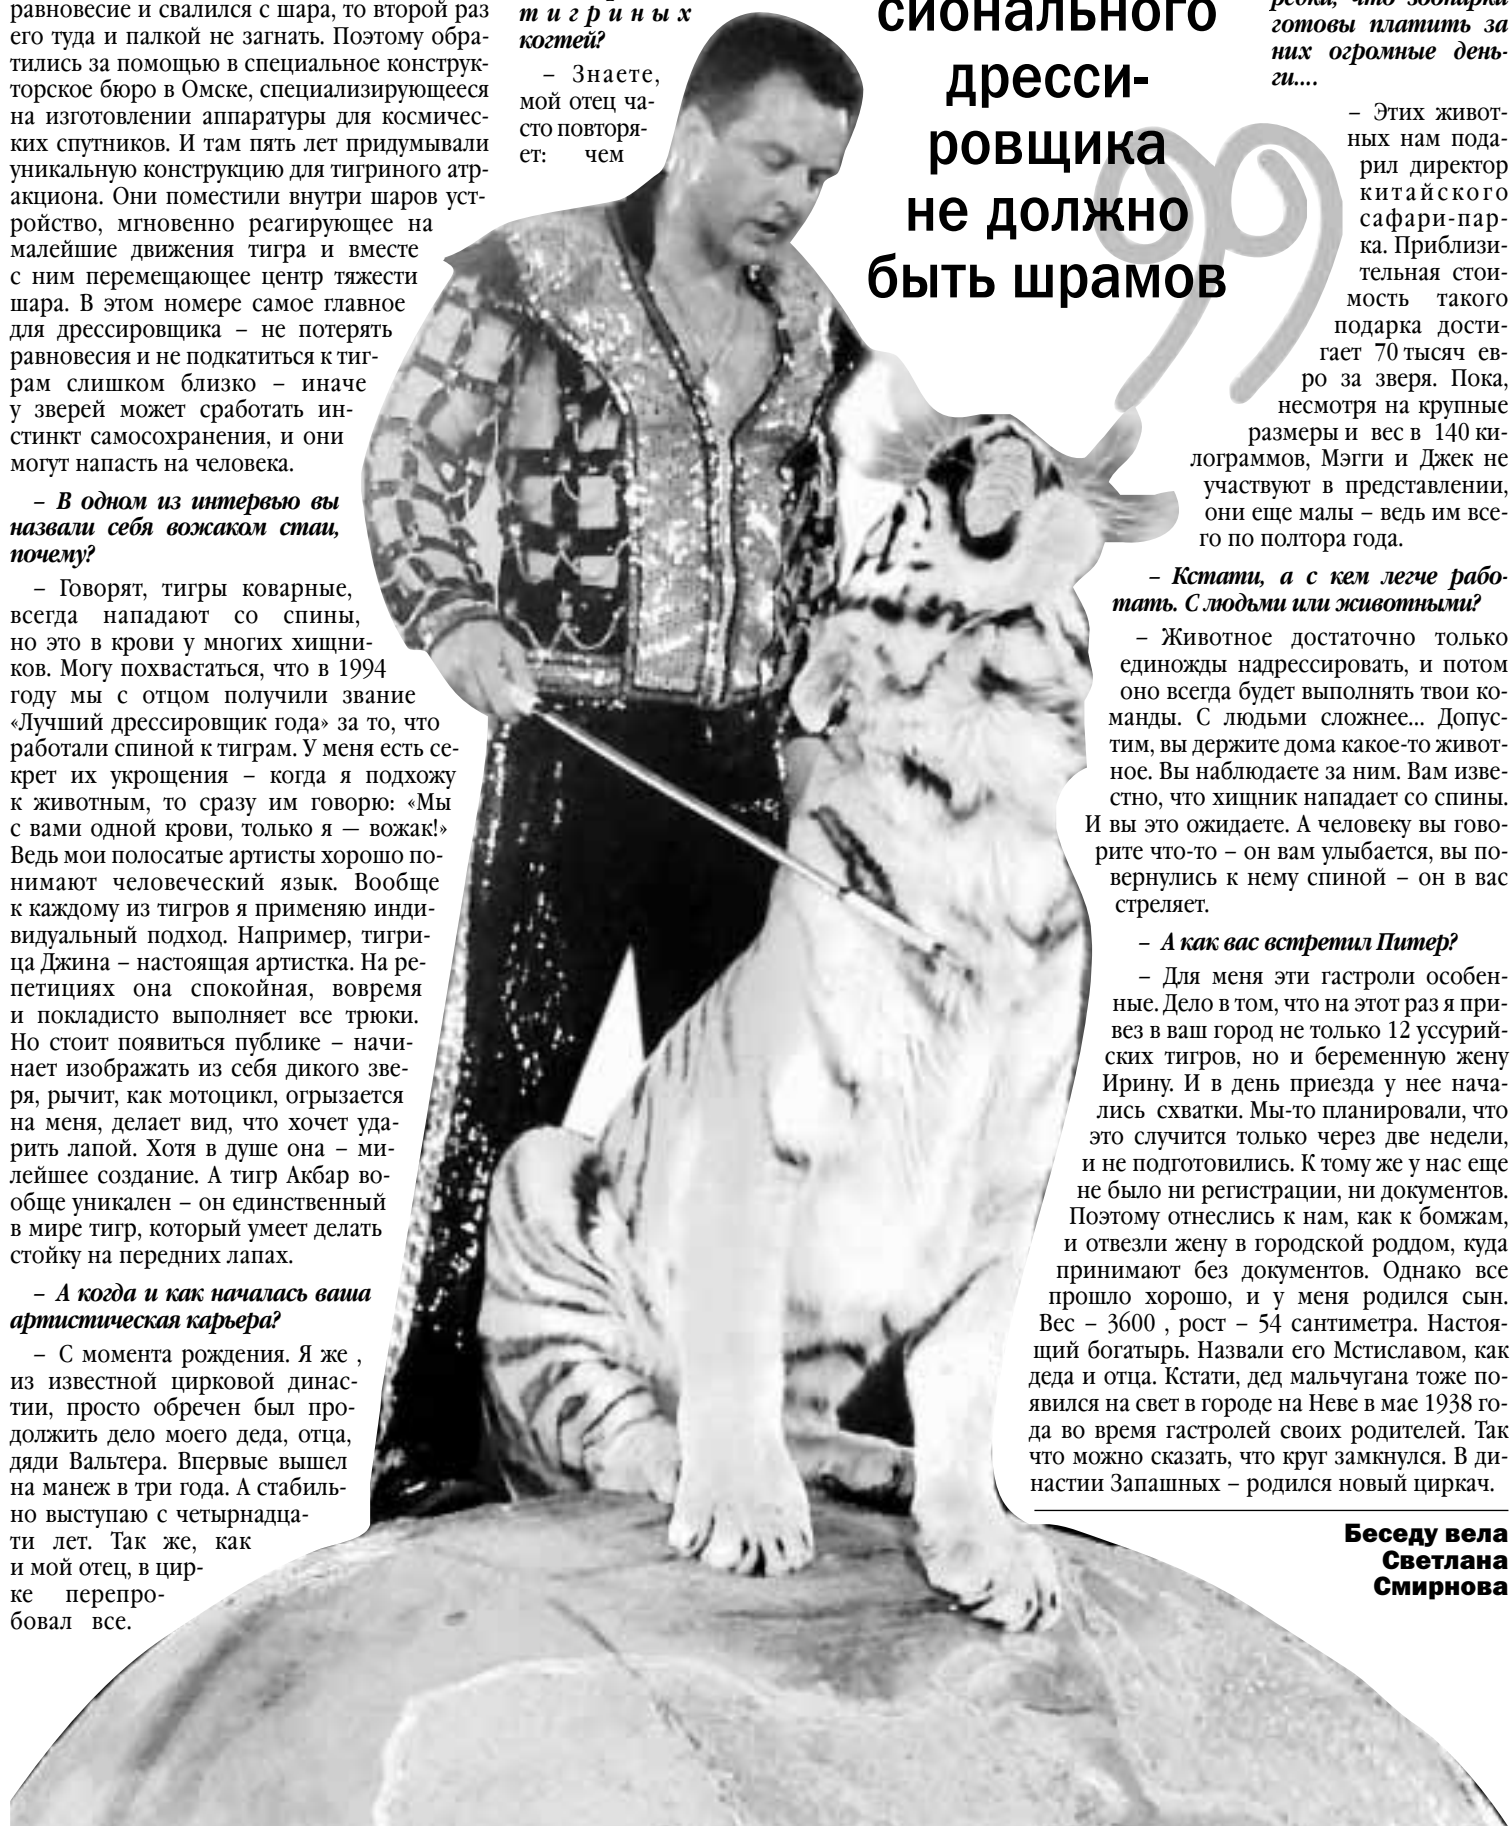 равновесие и свалился с шара, то второй раз
его туда и палкой не загнать. Поэтому обра-
тились за помощью в специальное конструк-
торское бюро в Омске, специализирующееся
на изготовлении аппаратуры для космичес-
ких спутников. И там пять лет придумывали
уникальную конструкцию для тигриного атр-
акциона. Они поместили внутри шаров уст-
ройство, мгновенно реагирующее на
малейшие движения тигра и вместе
с ним перемещающее центр тяжести
шара. В этом номере самое главное
для дрессировщика – не потерять
равновесия и не подкатиться к тиг-
рам слишком близко – иначе
у зверей может сработать ин-
стинкт самосохранения, и они
могут напасть на человека.
– В одном из интервью вы
назвали себя вожаком стаи,
почему?
– Говорят, тигры коварные,
всегда нападают со спины,
но это в крови у многих хищни-
ков. Могу похвастаться, что в 1994
году мы с отцом получили звание
«Лучший дрессировщик года» за то, что
работали спиной к тиграм. У меня есть се-
крет их укрощения – когда я подхожу
к животным, то сразу им говорю: «Мы
с вами одной крови, только я — вожак!»
Ведь мои полосатые артисты хорошо по-
нимают человеческий язык. Вообще
к каждому из тигров я применяю инди-
видуальный подход. Например, тигри-
ца Джина – настоящая артистка. На ре-
петициях она спокойная, вовремя
и покладисто выполняет все трюки.
Но стоит появиться публике – начи-
нает изображать из себя дикого зве-
ря, рычит, как мотоцикл, огрызается
на меня, делает вид, что хочет уда-
рить лапой. Хотя в душе она – ми-
лейшее создание. А тигр Акбар во-
обще уникален – он единственный
в мире тигр, который умеет делать
стойку на передних лапах.
– А когда и как началась ваша
артистическая карьера?
– С момента рождения. Я же ,
из известной цирковой динас-
тии, просто обречен был про-
должить дело моего деда, отца,
дяди Вальтера. Впервые вышел
на манеж в три года. А стабиль-
но выступаю с четырнадца-
ти лет. Так же, как
и мой отец, в цир-
ке перепро-
бовал все.
тигриных
когтей?
– Знаете,
мой отец ча-
сто повторя-
ет: чем
сионального
дресси-
ровщика
не должно
быть шрамов
редки, что зоопарки
готовы платить за
них огромные день-
ги....
– Этих живот-
ных нам пода-
рил директор
китайского
сафари-пар-
ка. Приблизи-
тельная стои-
мость такого
подарка дости-
гает 70 тысяч ев-
ро за зверя. Пока,
несмотря на крупные
размеры и вес в 140 ки-
лограммов, Мэгги и Джек не
участвуют в представлении,
они еще малы – ведь им все-
го по полтора года.
– Кстати, а с кем легче рабо-
тать. С людьми или животными?
– Животное достаточно только
единожды надрессировать, и потом
оно всегда будет выполнять твои ко-
манды. С людьми сложнее... Допус-
тим, вы держите дома какое-то живот-
ное. Вы наблюдаете за ним. Вам изве-
стно, что хищник нападает со спины.
И вы это ожидаете. А человеку вы гово-
рите что-то – он вам улыбается, вы по-
вернулись к нему спиной – он в вас
стреляет.
– А как вас встретил Питер?
– Для меня эти гастроли особен-
ные. Дело в том, что на этот раз я при-
вез в ваш город не только 12 уссурий-
ских тигров, но и беременную жену
Ирину. И в день приезда у нее нача-
лись схватки. Мы-то планировали, что
это случится только через две недели,
и не подготовились. К тому же у нас еще
не было ни регистрации, ни документов.
Поэтому отнеслись к нам, как к бомжам,
и отвезли жену в городской роддом, куда
принимают без документов. Однако все
прошло хорошо, и у меня родился сын.
Вес – 3600 , рост – 54 сантиметра. Настоя-
щий богатырь. Назвали его Мстиславом, как
деда и отца. Кстати, дед мальчугана тоже по-
явился на свет в городе на Неве в мае 1938 го-
да во время гастролей своих родителей. Так
что можно сказать, что круг замкнулся. В ди-
настии Запашных – родился новый циркач.
Беседу вела
Светлана
Смирнова